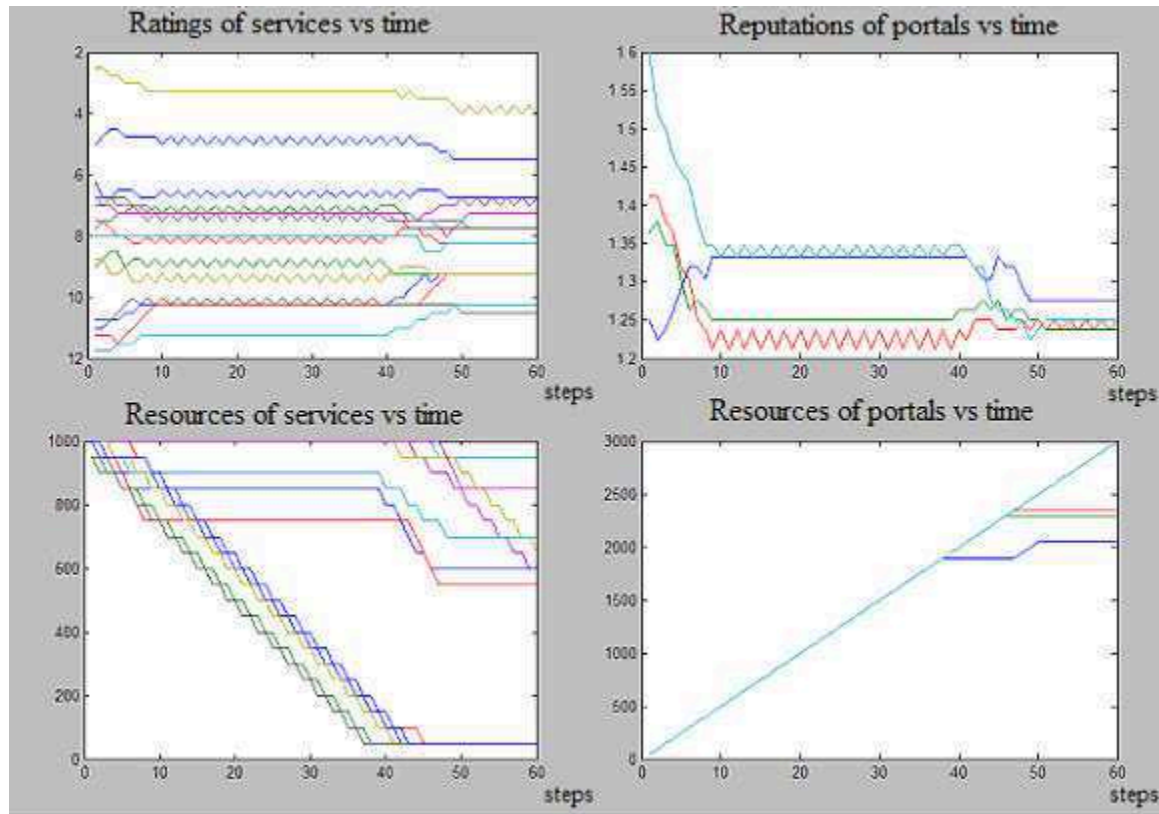 Ratings of services vs time
2
4
6
8
10
12
0 10 20 30 40 50 60
steps
Reputations of portals vs time
1.6
1.55
1.5
1.45
1.4
1.35
1.3
1.25
1.2
0 10 20 30 40 50 60
steps
Resources of services vs time
1000
800
600
400
200
0
0 10 20 30 40 50 60
steps
Resources of portals vs time
3000
2500
2000
1500
1000
500
0
0 10 20 30 40 50 60
steps